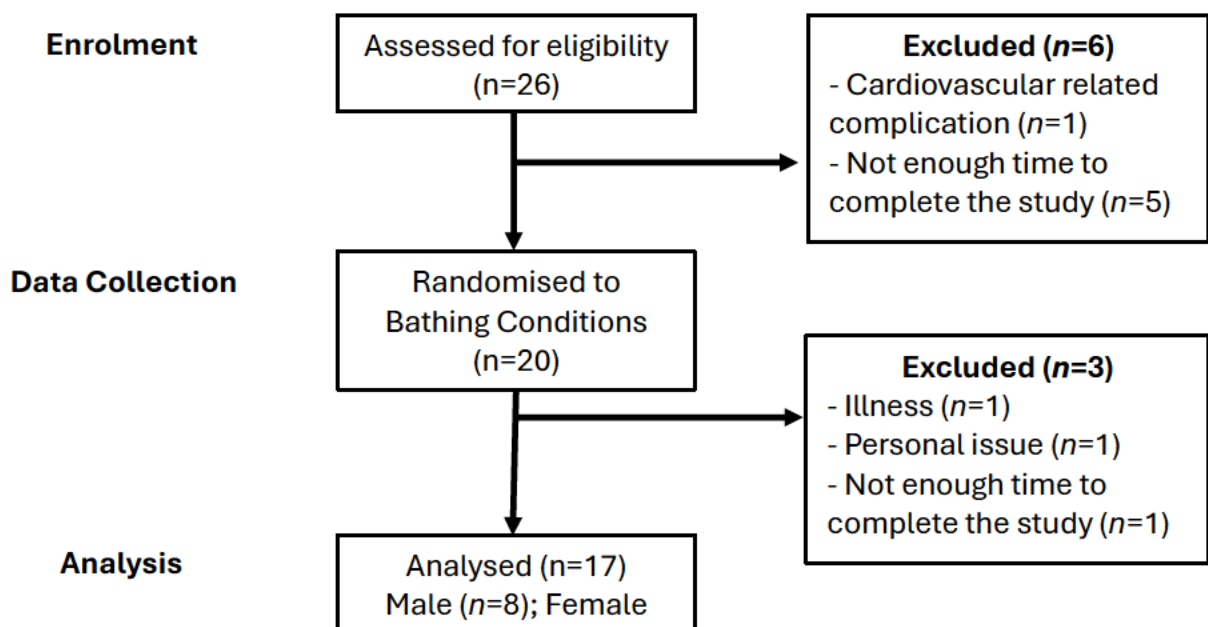 Enrolment
Assessed for eligibility
(n=26)
Excluded (n=6)
- Cardiovascular related
complication (n=1)
- Not enough time to
complete the study (n=5)
Data Collection
Randomised to
Bathing Conditions
(n=20)
Excluded (n=3)
- Illness (n=1)
- Personal issue (n=1)
- Not enough time to
complete the study (n=1)
Analysis
Analysed (n=17)
Male (n=8); Female